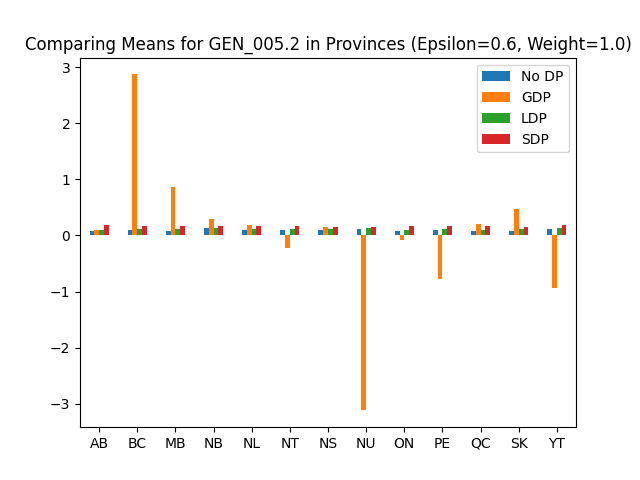 Comparing Means for GEN_005.2 in Provinces (Epsilon=0.6, Weight=1.0)
No DP
GDP
LDP
SDP
3
2
1
0
−1
−2
−3
AB BC MB NB NL NT NS NU ON PE QC SK YT